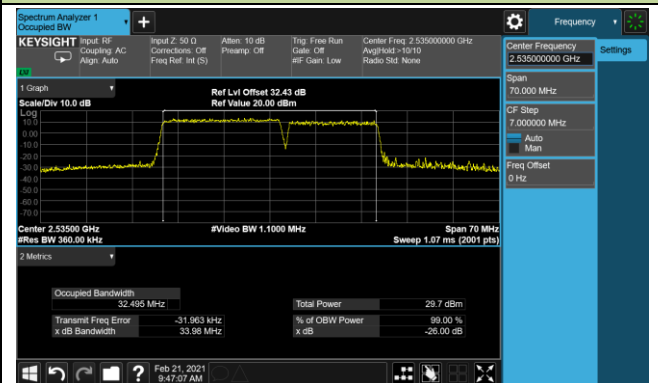 Spectrum Analyzer 1
Occupied BW
Frequency
KEYSIGHT
Input: RF
Coupling: AC
Align: Auto
Input Z: 50 Ω
Corrections: Off
Freq Ref: Int (S)
Atten: 10 dB
Preamp: Off
Trig: Free Run
Gate: Off
#IF Gain: Low
Center Freq: 2.535000000 GHz
Avg|Hold:>10/10
Radio Std: None
1 Graph
Scale/Div 10.0 dB
Ref Lvl Offset 32.43 dB
Ref Value 20.00 dBm
Log
10.0
0.00
-10.0
-20.0
-30.0
-40.0
-50.0
-60.0
-70.0
Center 2.53500 GHz
#Res BW 360.00 kHz
#Video BW 1.1000 MHz
Span 70 MHz
Sweep 1.07 ms (2001 pts)
2 Metrics
Occupied Bandwidth
32.495 MHz
Transmit Freq Error -31.963 kHz
x dB Bandwidth 33.98 MHz
Total Power 29.7 dBm
% of OBW Power 99.00 %
x dB -26.00 dB
Feb 21, 2021
9:47:07 AM
Center Frequency
2.535000000 GHz
Settings
Span
70.000 MHz
CF Step
7.000000 MHz
Auto
Man
Freq Offset
0 Hz